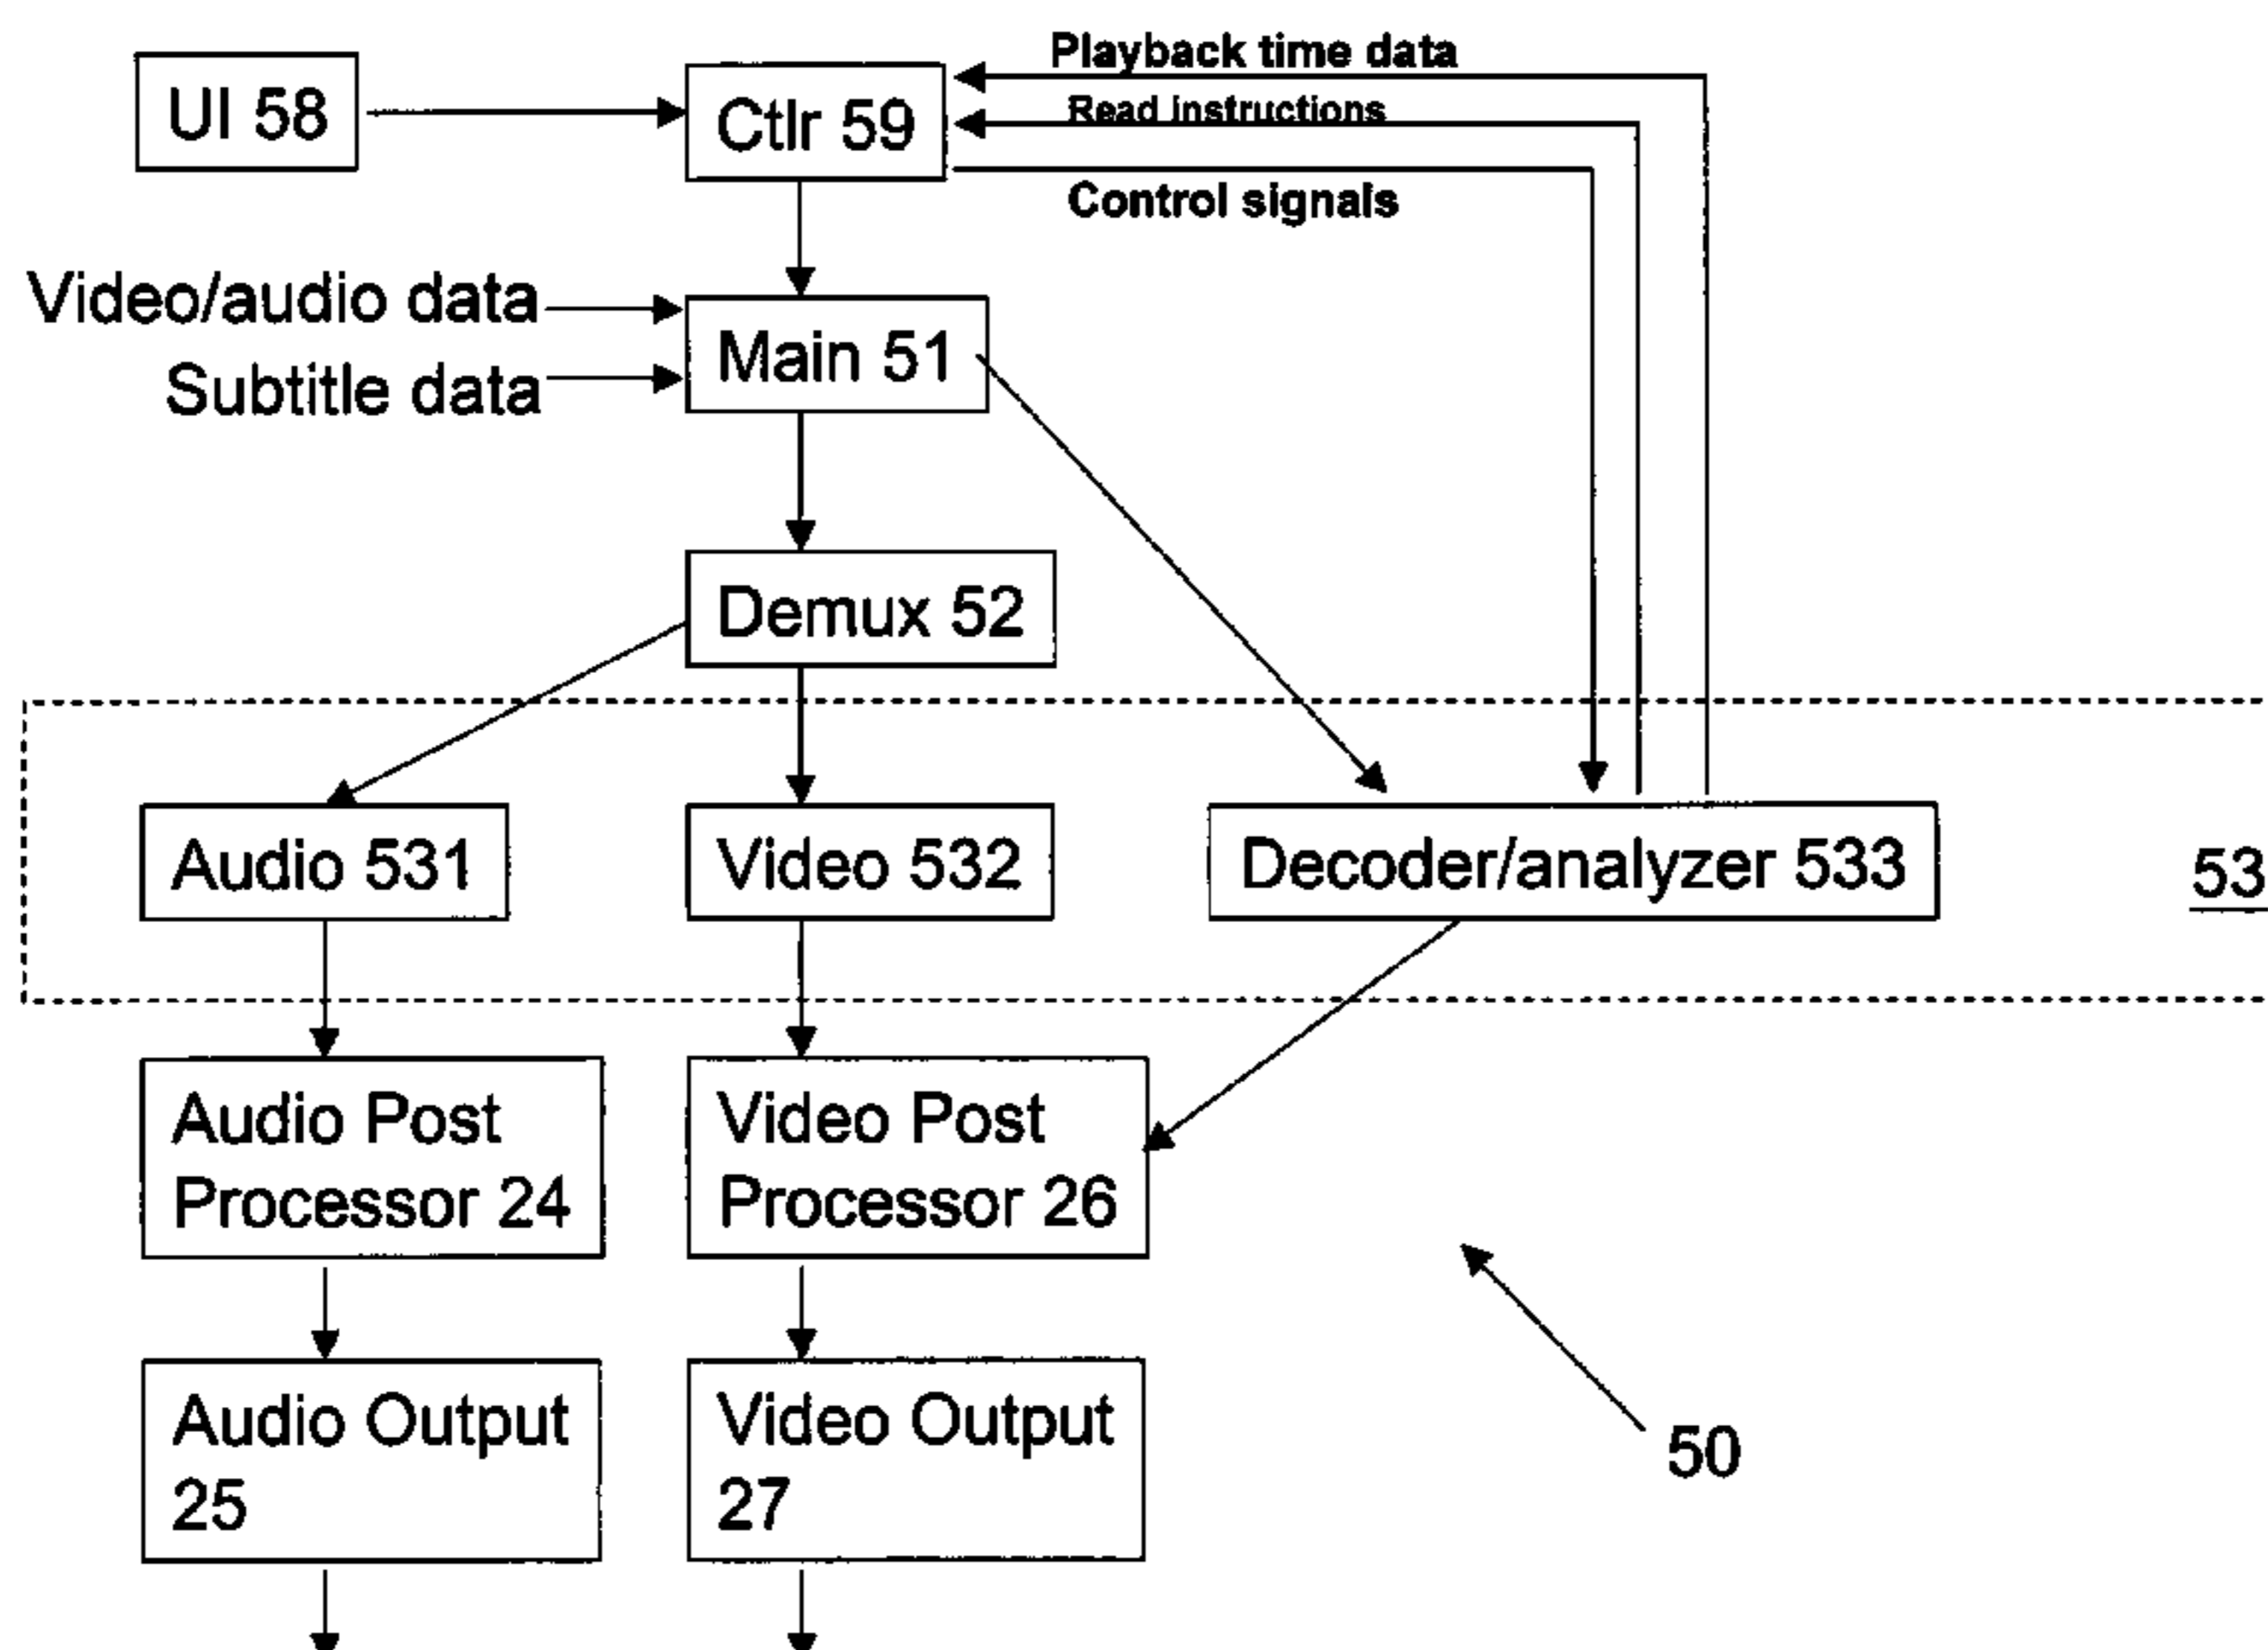 UI 58
Ctlr 59
Playback time data
Read instructions
Control signals
Video/audio data
Subtitle data
Main 51
Demux 52
Audio 531
Video 532
Decoder/analyzer 533
53
Audio Post
Processor 24
Video Post
Processor 26
Audio Output
25
Video Output
27
50